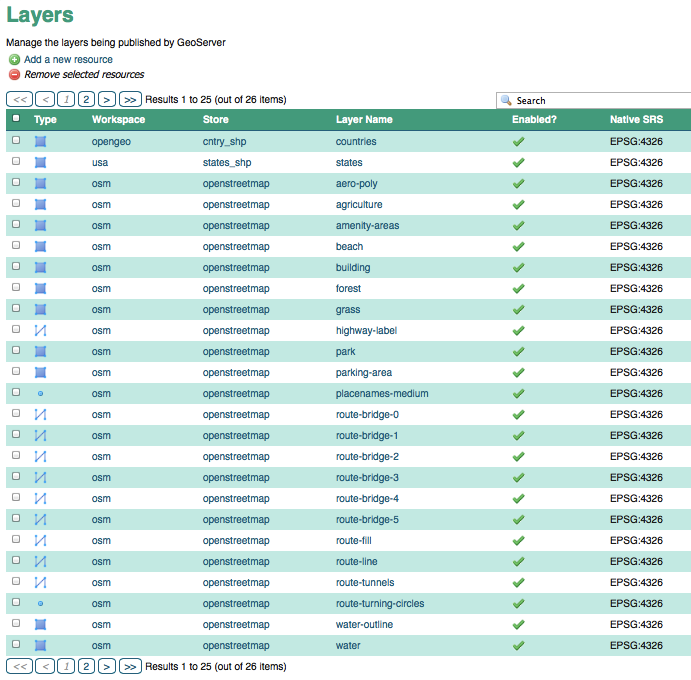 Layers
Manage the layers being published by GeoServer
Add a new resource
Remove selected resources
<< < 1 2 > >> Results 1 to 25 (out of 26 items) Search
Type Workspace Store Layer Name Enabled? Native SRS
opengeo cntry_shp countries EPSG:4326
usa states_shp states EPSG:4326
osm openstreetmap aero-poly EPSG:4326
osm openstreetmap agriculture EPSG:4326
osm openstreetmap amenity-areas EPSG:4326
osm openstreetmap beach EPSG:4326
osm openstreetmap building EPSG:4326
osm openstreetmap forest EPSG:4326
osm openstreetmap grass EPSG:4326
osm openstreetmap highway-label EPSG:4326
osm openstreetmap park EPSG:4326
osm openstreetmap parking-area EPSG:4326
osm openstreetmap placenames-medium EPSG:4326
osm openstreetmap route-bridge-0 EPSG:4326
osm openstreetmap route-bridge-1 EPSG:4326
osm openstreetmap route-bridge-2 EPSG:4326
osm openstreetmap route-bridge-3 EPSG:4326
osm openstreetmap route-bridge-4 EPSG:4326
osm openstreetmap route-bridge-5 EPSG:4326
osm openstreetmap route-fill EPSG:4326
osm openstreetmap route-line EPSG:4326
osm openstreetmap route-tunnels EPSG:4326
osm openstreetmap route-turning-circles EPSG:4326
osm openstreetmap water-outline EPSG:4326
osm openstreetmap water EPSG:4326
<< < 1 2 > >> Results 1 to 25 (out of 26 items)